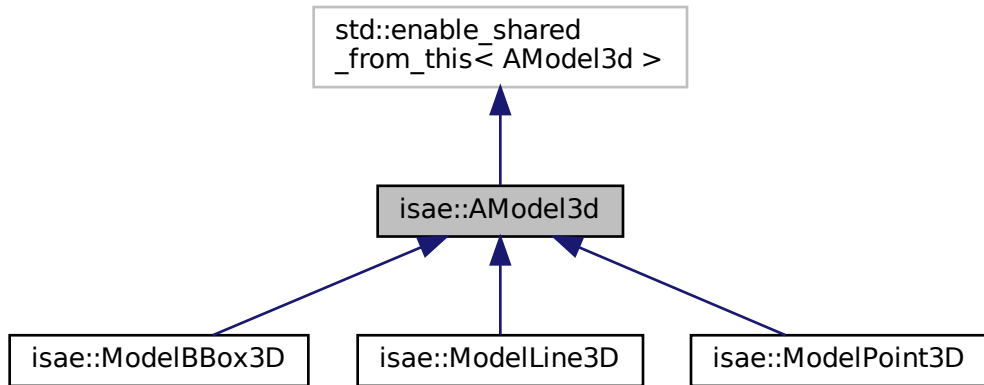 std::enable_shared
_from_this< AModel3d >
isae::AModel3d
isae::ModelBBox3D
isae::ModelLine3D
isae::ModelPoint3D